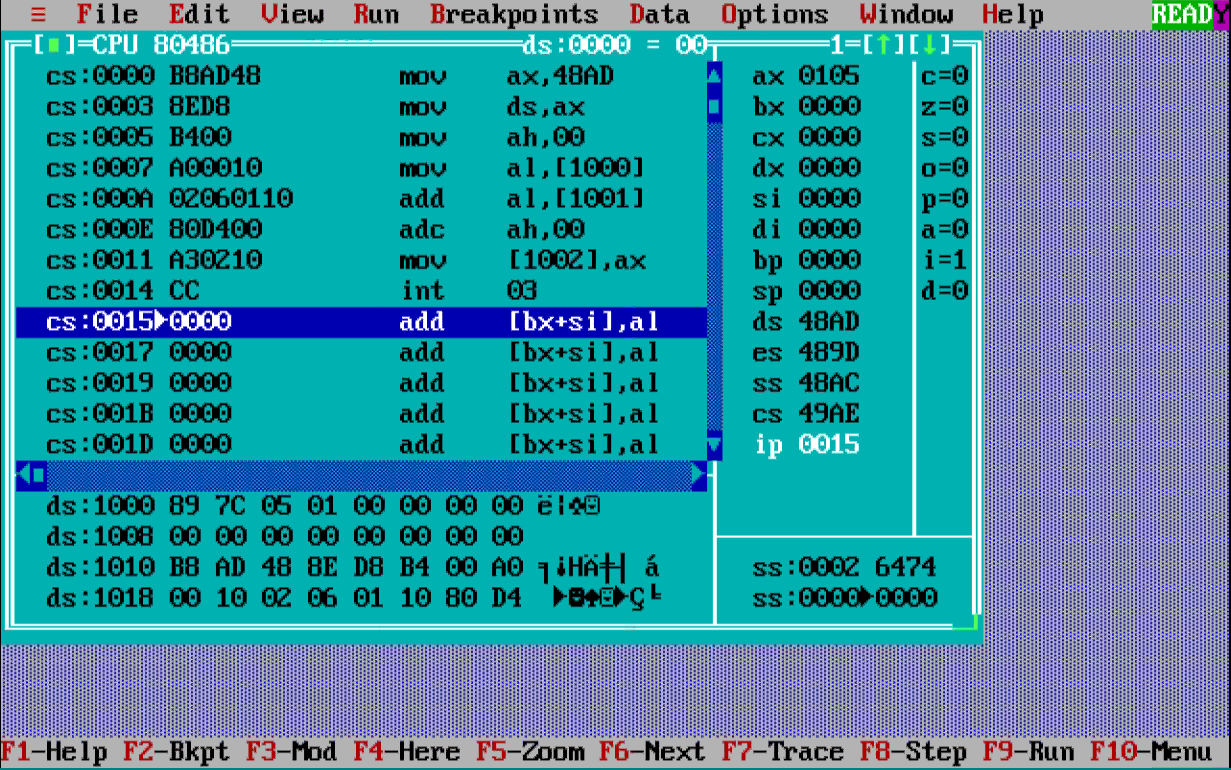 ≡ File Edit View Run Breakpoints Data Options Window Help READY
[■]=CPU 80486 ds:0000 = 00 1=[↑][↓]
cs:0000 B8AD48 mov ax,48AD ax 0105 c=0
cs:0003 8ED8 mov ds,ax bx 0000 z=0
cs:0005 B400 mov ah,00 cx 0000 s=0
cs:0007 A00010 mov al,[1000] dx 0000 o=0
cs:000A 02060110 add al,[1001] si 0000 p=0
cs:000E 80D400 adc ah,00 di 0000 a=0
cs:0011 A30210 mov [1002],ax bp 0000 i=1
cs:0014 CC int 03 sp 0000 d=0
cs:0015►0000 add [bx+si],al ds 48AD
cs:0017 0000 add [bx+si],al es 489D
cs:0019 0000 add [bx+si],al ss 48AC
cs:001B 0000 add [bx+si],al cs 49AE
cs:001D 0000 add [bx+si],al ip 0015
ds:1000 89 7C 05 01 00 00 00 00 ë|♣☺
ds:1008 00 00 00 00 00 00 00 00
ds:1010 B8 AD 48 8E D8 B4 00 A0 ╕¡HÄ╪┤ á ss:0002 6474
ds:1018 00 10 02 06 01 10 80 D4 ►☻♠☺►Ç╘ ss:0000►0000
F1-Help F2-Bkpt F3-Mod F4-Here F5-Zoom F6-Next F7-Trace F8-Step F9-Run F10-Menu